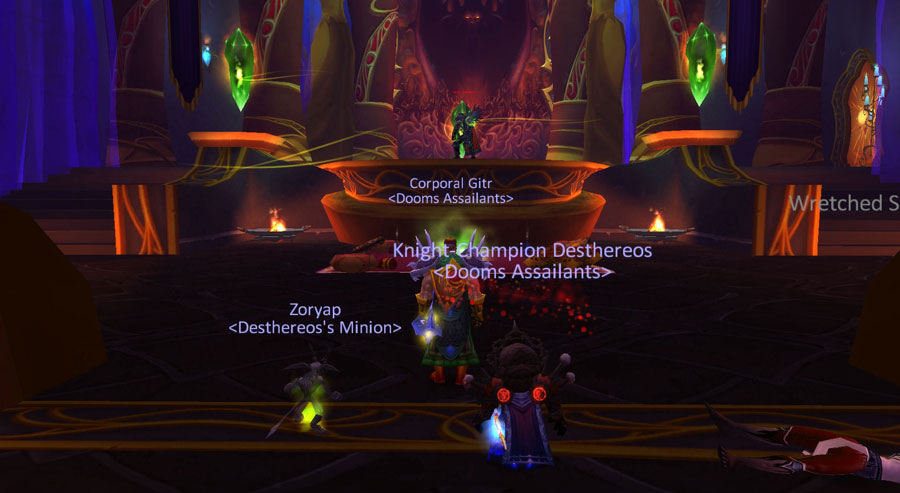 Corporal Gitr
<Dooms Assailants>
Wretched S
Knight-Champion Desthereos
<Dooms Assailants>
Zoryap
<Desthereos's Minion>